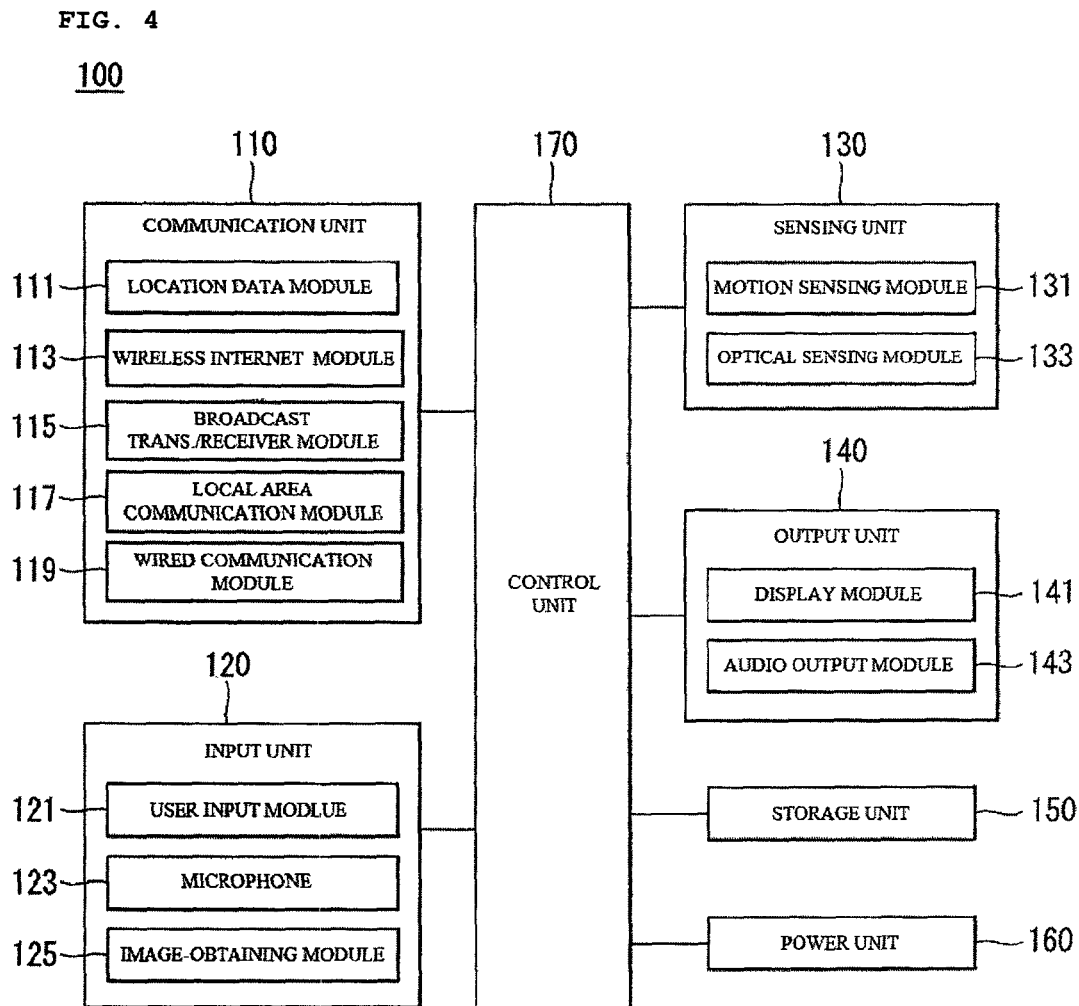 FIG. 4
100
110
170
130
COMMUNICATION UNIT
111
LOCATION DATA MODULE
113
WIRELESS INTERNET MODULE
115
BROADCAST
TRANS./RECEIVER MODULE
117
LOCAL AREA
COMMUNICATION MODULE
119
WIRED COMMUNICATION
MODULE
120
INPUT UNIT
121
USER INPUT MODLUE
123
MICROPHONE
125
IMAGE-OBTAINING MODULE
CONTROL
UNIT
SENSING UNIT
MOTION SENSING MODULE
131
OPTICAL SENSING MODULE
133
140
OUTPUT UNIT
DISPLAY MODULE
141
AUDIO OUTPUT MODULE
143
STORAGE UNIT
150
POWER UNIT
160